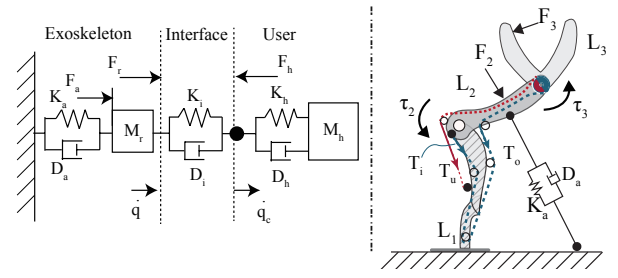 Exoskeleton Interface User
F_r F_h
F_a
K_a K_i K_h
M_r M_h
D_a D_i D_h
q̇ q̇_c
F_3
L_3
F_2
L_2
τ_2 τ_3
T_i T_u T_o
D_a
K_a
L_1